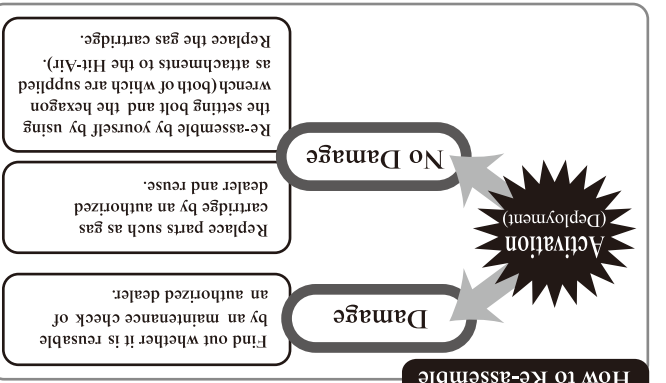 How to Re-assemble
Activation
(Deployment)
Damage
Find out whether it is reusable
by an maintenance check of
an authorized dealer.
No Damage
Replace parts such as gas
cartridge by an authorized
dealer and reuse.
Re-assemble by yourself by using
the setting bolt and the hexagon
wrench (both of which are supplied
as attachments to the Hit-Air).
Replace the gas cartridge.